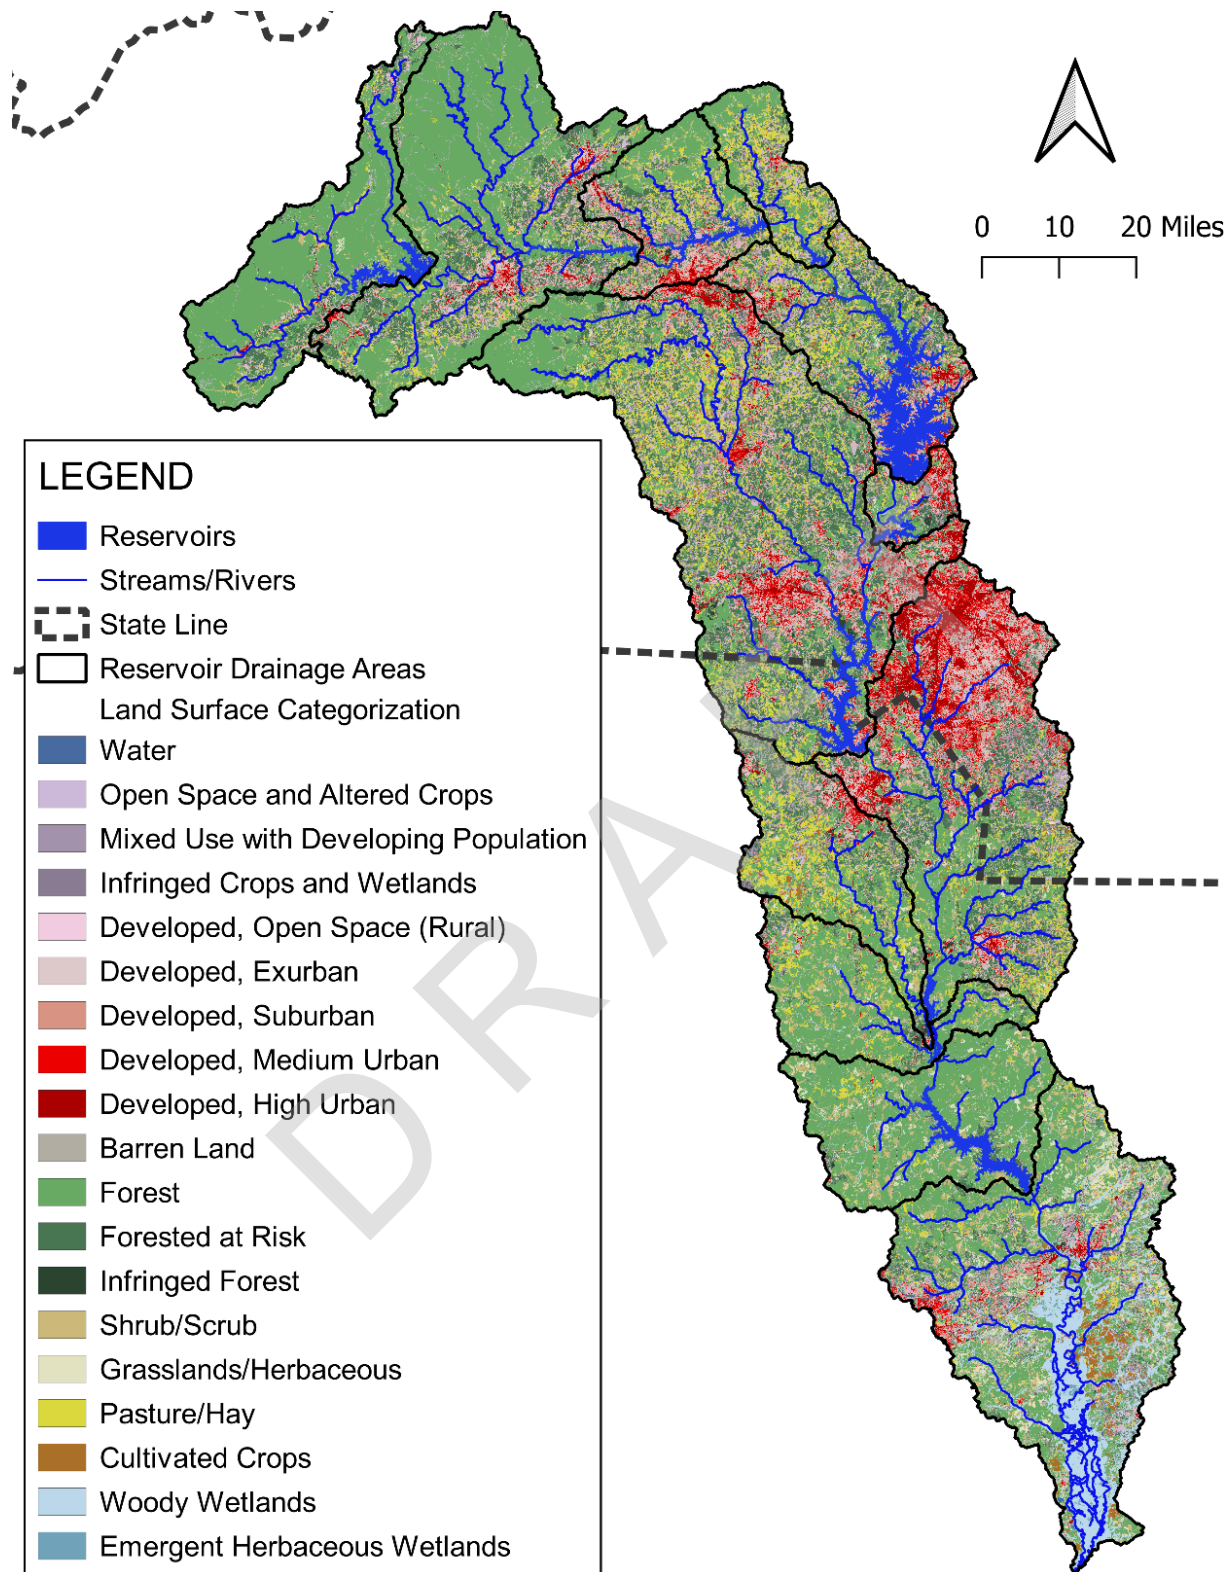 0 10 20 Miles
LEGEND
Reservoirs
Streams/Rivers
State Line
Reservoir Drainage Areas
Land Surface Categorization
Water
Open Space and Altered Crops
Mixed Use with Developing Population
Infringed Crops and Wetlands
Developed, Open Space (Rural)
Developed, Exurban
Developed, Suburban
Developed, Medium Urban
Developed, High Urban
Barren Land
Forest
Forested at Risk
Infringed Forest
Shrub/Scrub
Grasslands/Herbaceous
Pasture/Hay
Cultivated Crops
Woody Wetlands
Emergent Herbaceous Wetlands